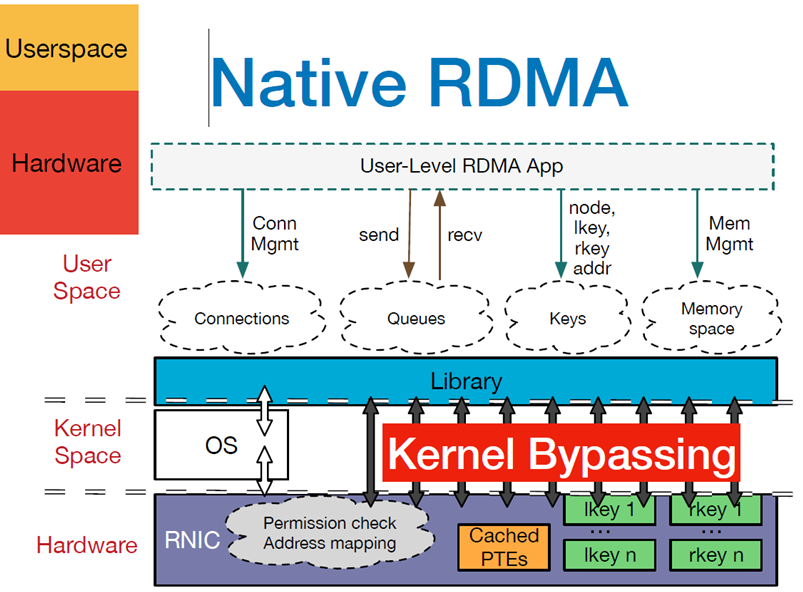 Userspace
Native RDMA
Hardware
User-Level RDMA App
Conn
Mgmt
send
recv
node,
lkey,
rkey
addr
Mem
Mgmt
User
Space
Connections
Queues
Keys
Memory
space
Library
Kernel
Space
OS
Kernel Bypassing
Hardware
RNIC
Permission check
Address mapping
Cached
PTEs
lkey 1
...
lkey n
rkey 1
...
rkey n